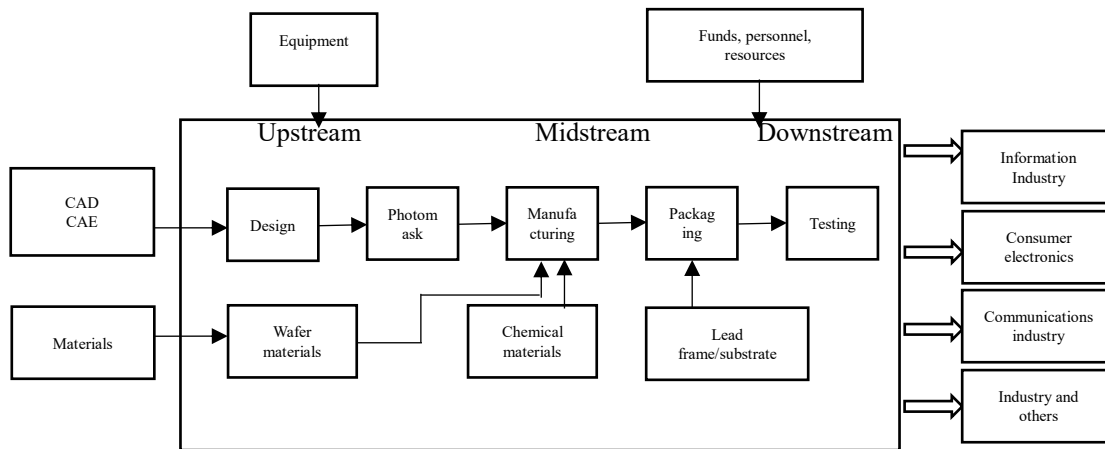 Equipment
Funds, personnel,
resources
Upstream
Midstream
Downstream
CAD
CAE
Design
Photom
ask
Manufa
cturing
Packag
ing
Testing
Materials
Wafer
materials
Chemical
materials
Lead
frame/substrate
Information
Industry
Consumer
electronics
Communications
industry
Industry and
others